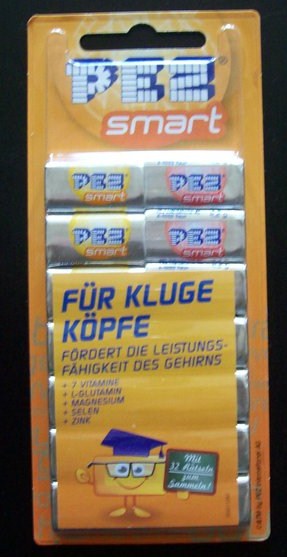 PEZ
smart
PEZ
smart
PEZ
smart
PEZ
smart
PEZ
smart
FÜR KLUGE
KÖPFE
FÖRDERT DIE LEISTUNGS-
FÄHIGKEIT DES GEHIRNS
+ 7 VITAMINE
+ L-GLUTAMIN
+ MAGNESIUM
+ SELEN
+ ZINK
Mit
32 Rätseln
zum
Sammeln!